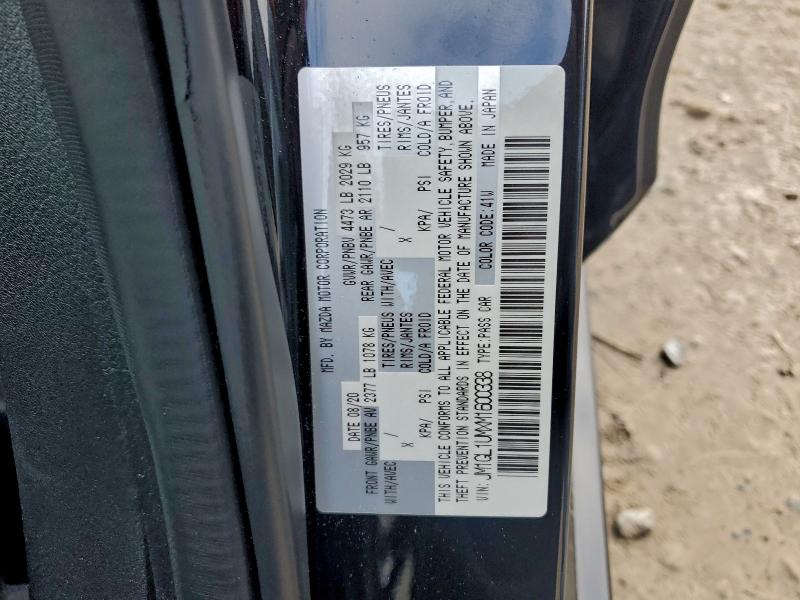 MFD. BY MAZDA MOTOR CORPORATION
DATE 08/20 GVWR/PNBV 4473 LB 2029 KG
FRONT GAWR/PNBE AV 2377 LB 1078 KG REAR GAWR/PNBE AR 2110 LB 957 KG
WITH/AVEC / TIRES/PNEUS WITH/AVEC / TIRES/PNEUS
X RIMS/JANTES X RIMS/JANTES
KPA/ PSI COLD/A FROID KPA/ PSI COLD/A FROID
THIS VEHICLE CONFORMS TO ALL APPLICABLE FEDERAL MOTOR VEHICLE SAFETY, BUMPER, AND
THEFT PREVENTION STANDARDS IN EFFECT ON THE DATE OF MANUFACTURE SHOWN ABOVE.
VIN: JM1GL1UMXM1600338 TYPE:PASS CAR COLOR CODE:41W MADE IN JAPAN